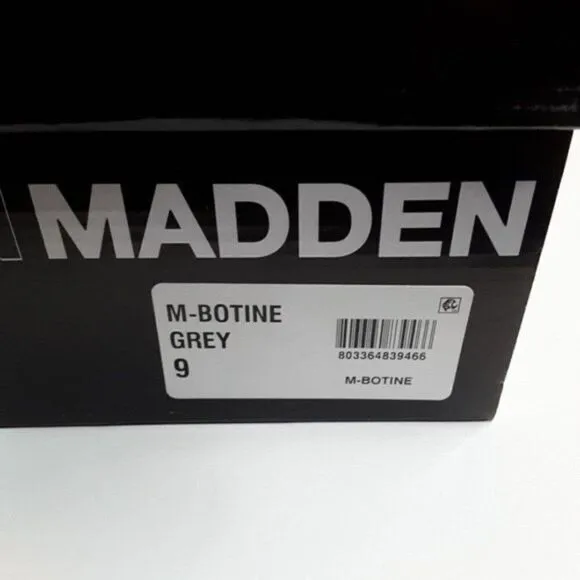 MADDEN
M-BOTINE
GREY
9
803364839466
M-BOTINE